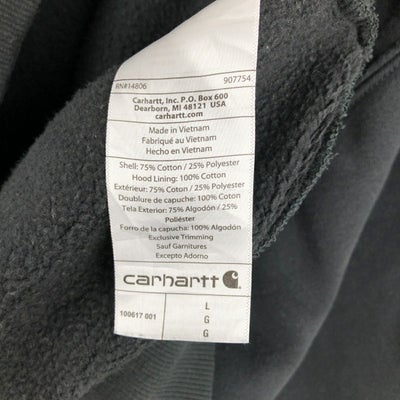 RN#14806 907754
Carhartt, Inc. P.O. Box 600
Dearborn, MI 48121 USA
carhartt.com
Made in Vietnam
Fabriqué au Vietnam
Hecho en Vietnam
Shell: 75% Cotton / 25% Polyester
Hood Lining: 100% Cotton
Extérieur: 75% Coton / 25% Polyester
Doublure de capuche: 100% Coton
Tela Exterior: 75% Algodón / 25%
Poliéster
Forro de la capucha: 100% Algodón
Exclusive Trimming
Sauf Garnitures
Excepto Adorno
carhartt
100617 001
L
G
G